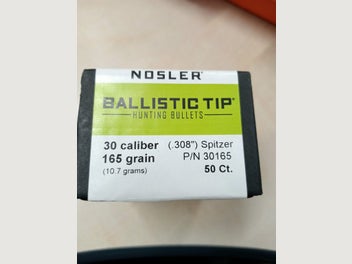 NOSLER®
BALLISTIC TIP®
HUNTING BULLETS
30 caliber (.308") Spitzer
165 grain P/N 30165
(10.7 grams) 50 Ct.